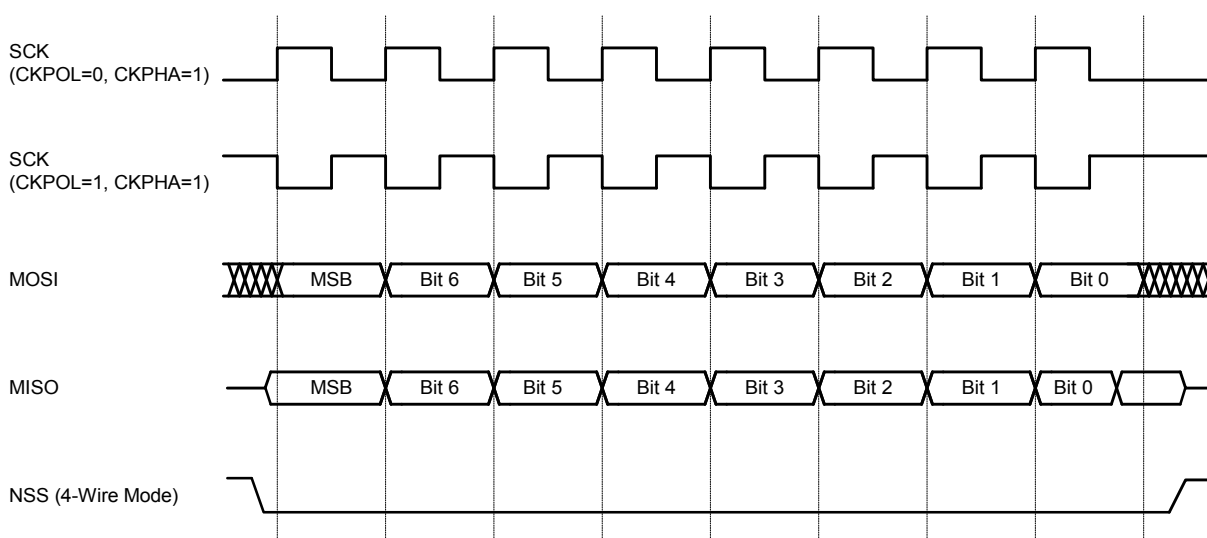 SCK
(CKPOL=0, CKPHA=1)
SCK
(CKPOL=1, CKPHA=1)
MOSI
MSB Bit 6 Bit 5 Bit 4 Bit 3 Bit 2 Bit 1 Bit 0
MISO
MSB Bit 6 Bit 5 Bit 4 Bit 3 Bit 2 Bit 1 Bit 0
NSS (4-Wire Mode)